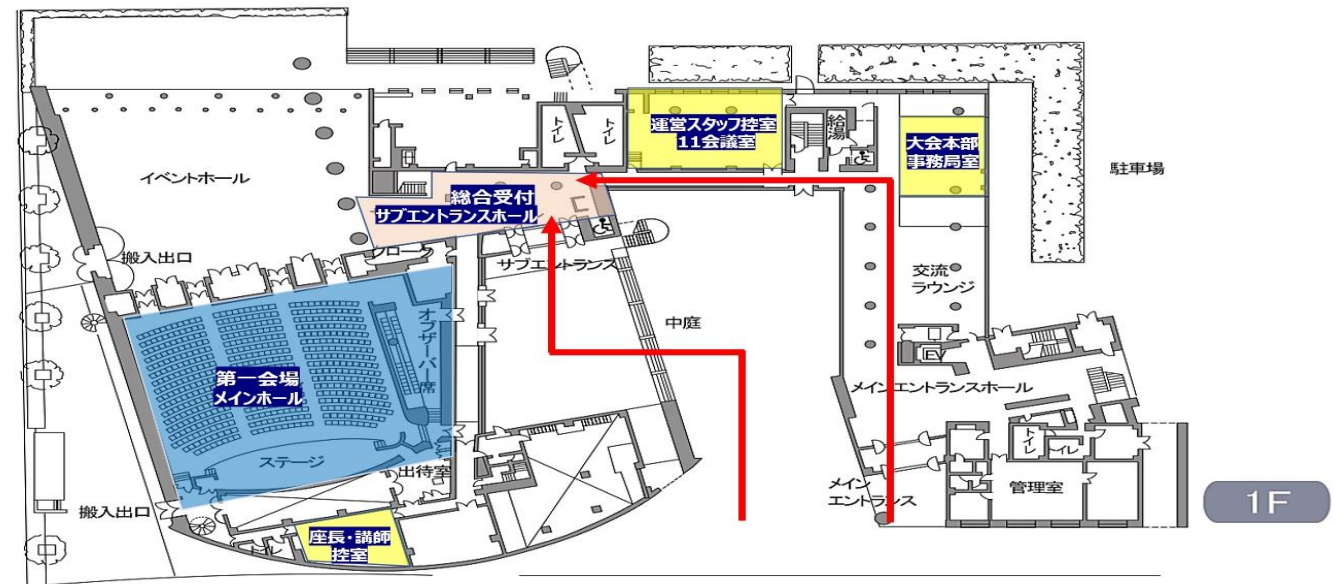 トイレ
トイレ
運営スタッフ控室
11会議室
給湯
大会本部
事務局室
駐車場
イベントホール
総合受付
サブエントランスホール
クローク
サブエントランス
搬入出口
中庭
交流
ラウンジ
オブザーバー席
EV
第一会場
メインホール
メインエントランスホール
ステージ
出待室
トイレ
トイレ
メイン
エントランス
管理室
搬入出口
座長・講師
控室
トイレ
1F